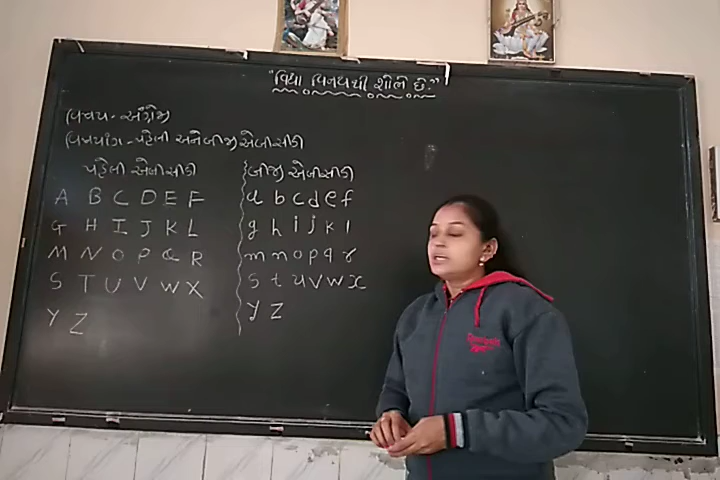 "વિદ્યા વિનયથી શોભે છે."
વિષય - અંગ્રેજી
વિષયાંગ - પહેલી અને બીજી એબીસીડી
પહેલી એબીસીડી
A B C D E F
G H I J K L
M N O P Q R
S T U V W X
Y Z
બીજી એબીસીડી
a b c d e f
g h i j k l
m n o p q r
s t u v w x
y z